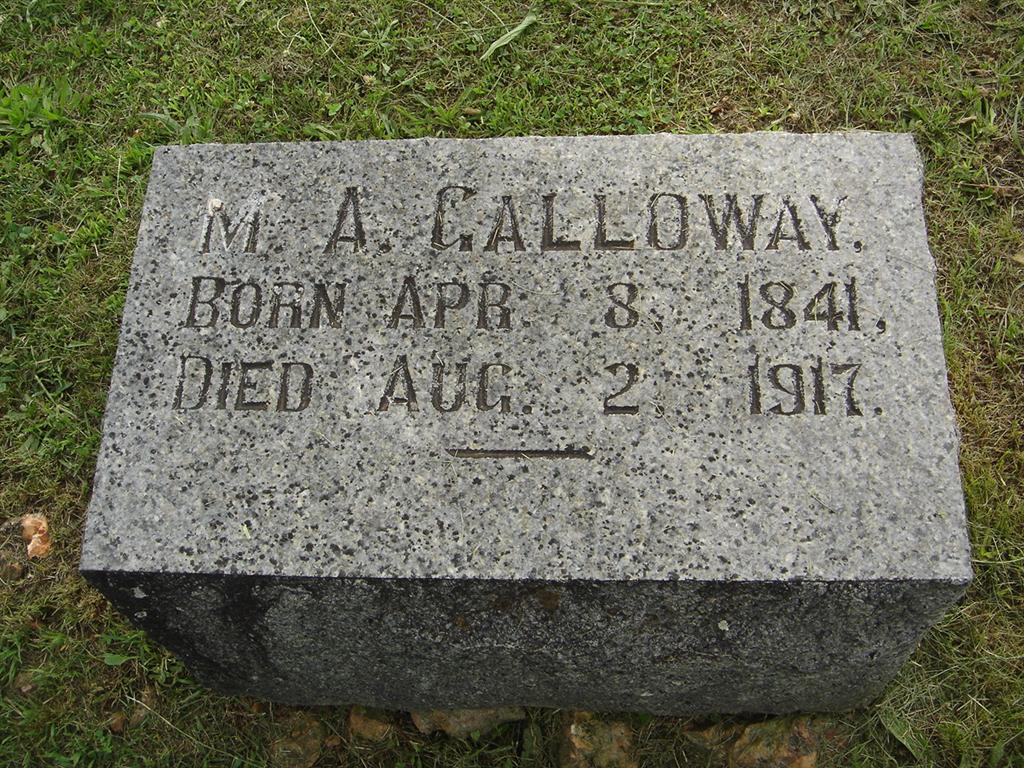 M. A. CALLOWAY.
BORN APR. 8, 1841,
DIED AUG. 2, 1917.